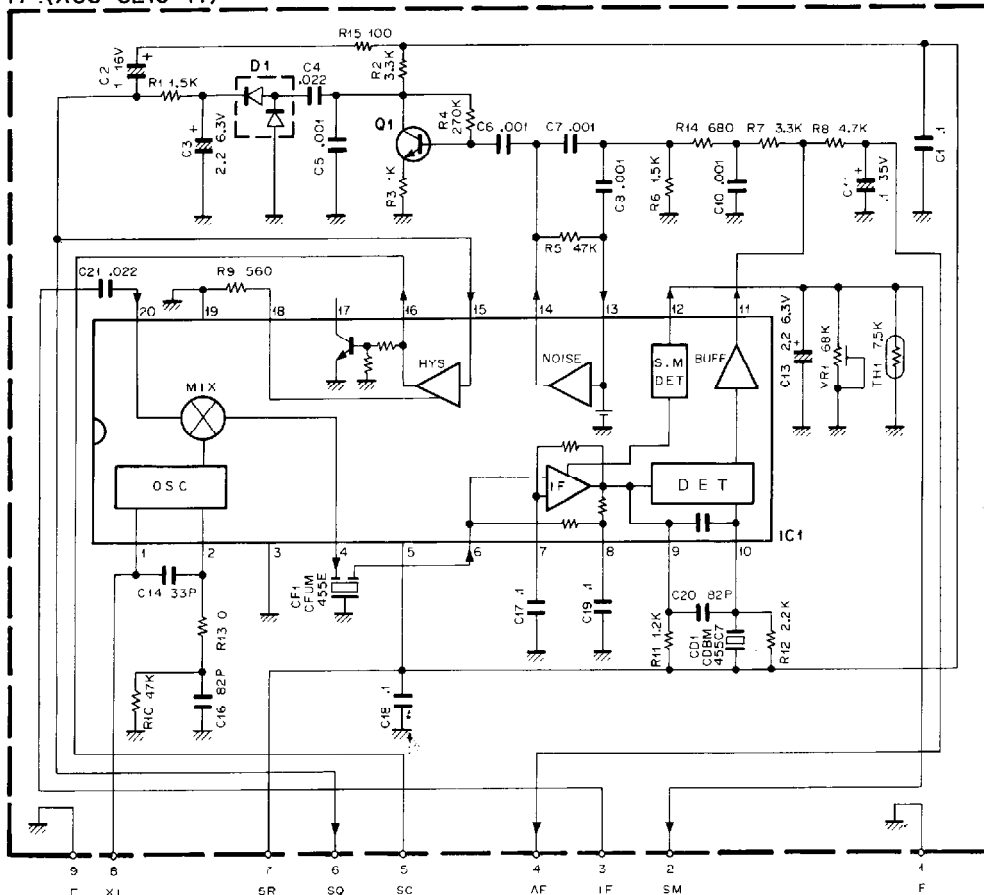 R15 100
C2 1 16V
+
R1 1.5K
D1
C4 .022
R2 3.3K
Q1
R4 270K
C6 .001
C7 .001
R14 680
R7 3.3K
R8 4.7K
C3 2.2 6.3V
+
C5 .001
R3 1K
C8 .001
R6 1.5K
C10 .001
.1 35V
+
C1 .1
R5 47K
C21 .022
R9 560
20 19 18 17 16 15 14 13 12 11
HYS
NOISE
S.M DET
BUFF
C13 2.2 6.3V
+
VR1 68K
TH1 7.5K
MIX
OSC
IF
DET
IC1
1 2 3 4 5 6 7 8 9 10
C14 33P
CF1 CFUM 455E
C17 .1
C19 .1
C20 82P
R13 0
R11 1.2K
CD1 CDBM 455C7
R12 2.2K
R10 47K
C16 82P
C18 .1
9 8 7 6 5 4 3 2 1
SR SQ SC AF IF SM